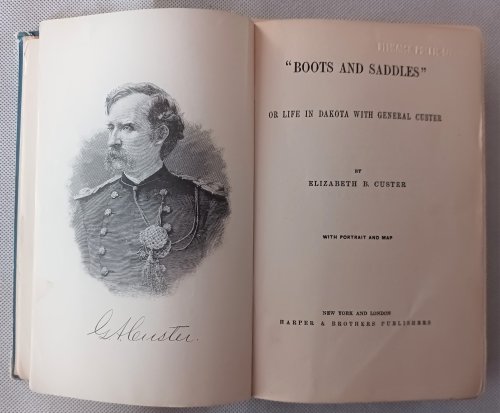 G A Custer.
"BOOTS AND SADDLES"
OR LIFE IN DAKOTA WITH GENERAL CUSTER
BY
ELIZABETH B. CUSTER
WITH PORTRAIT AND MAP
NEW YORK AND LONDON
HARPER & BROTHERS PUBLISHERS